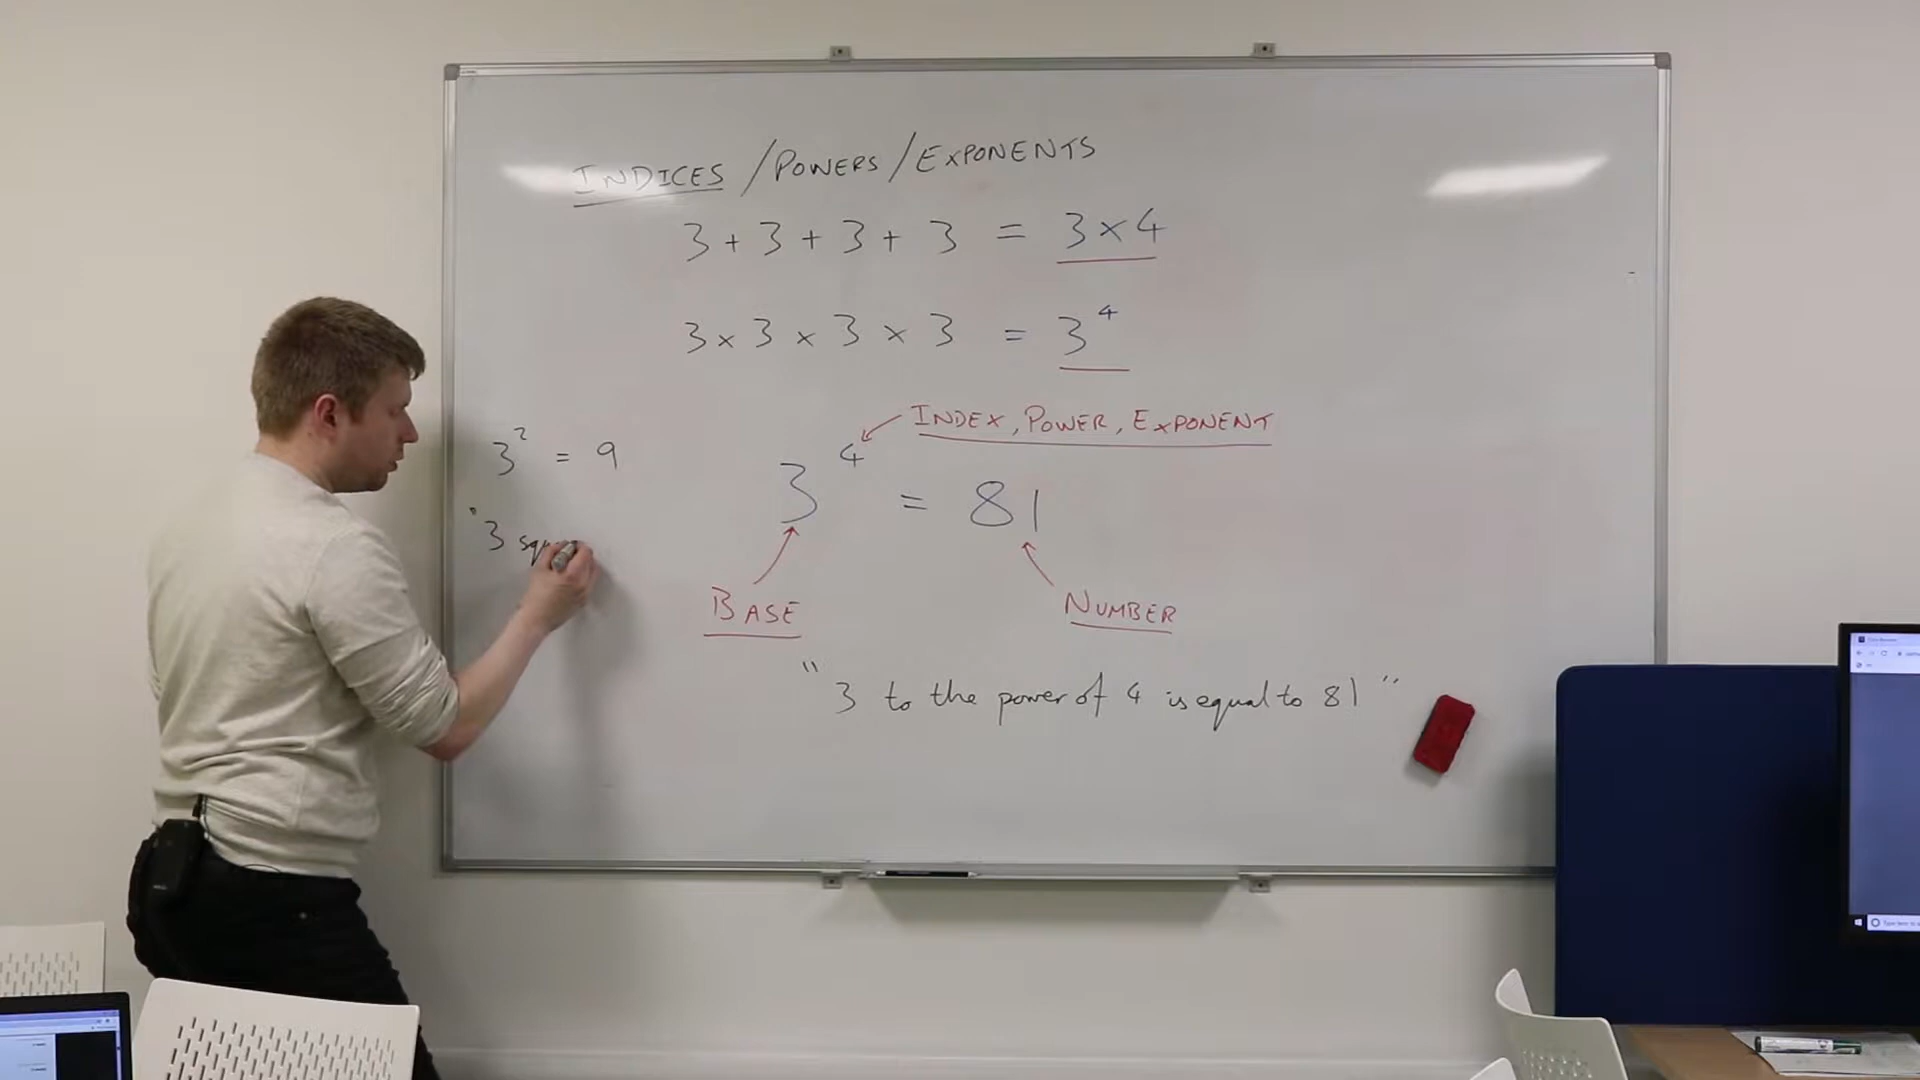 INDICES / POWERS / EXPONENTS
3 + 3 + 3 + 3 = 3 × 4
3 × 3 × 3 × 3 = 3⁴
INDEX, POWER, EXPONENT
3² = 9
3⁴ = 81
"3
BASE
NUMBER
"3 to the power of 4 is equal to 81"